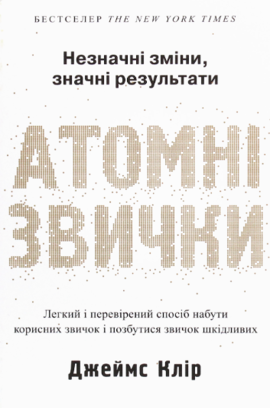 БЕСТСЕЛЕР THE NEW YORK TIMES
Незначні зміни,
значні результати
АТОМНІ
ЗВИЧКИ
Легкий і перевірений спосіб набути
корисних звичок і позбутися звичок шкідливих
Джеймс Клір